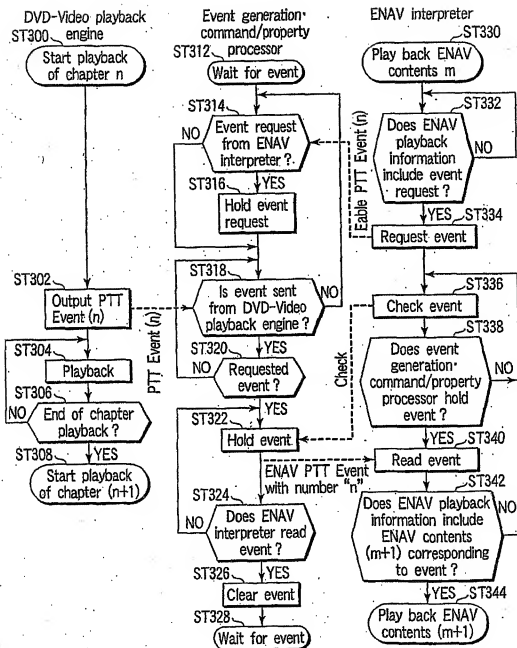 DVD-Video playback
engine
ST300
Start playback
of chapter n
ST302
Output PTT
Event (n)
ST304
Playback
ST306
End of chapter
playback ?
NO
YES
ST308
Start playback
of chapter (n+1)
PTT Event (n)
Event generation·
command/property
processor
ST312
Wait for event
ST314
Event request
from ENAV
interpreter ?
NO
YES
ST316
Hold event
request
ST318
Is event sent
from DVD-Video
playback engine ?
NO
YES
ST320
Requested
event ?
NO
YES
ST322
Hold event
ENAV PTT Event
with number "n"
ST324
Does ENAV
interpreter read
event ?
NO
YES
ST326
Clear event
ST328
Wait for event
Eable PTT Event (n)
Check
ENAV interpreter
ST330
Play back ENAV
contents m
ST332
Does ENAV
playback
information
include event
request ?
NO
YES
ST334
Request event
ST336
Check event
ST338
Does event
generation·
command/property
processor hold
event ?
NO
YES
ST340
Read event
ST342
Does ENAV playback
information include
ENAV contents
(m+1) corresponding
to event ?
NO
YES
ST344
Play back ENAV
contents (m+1)